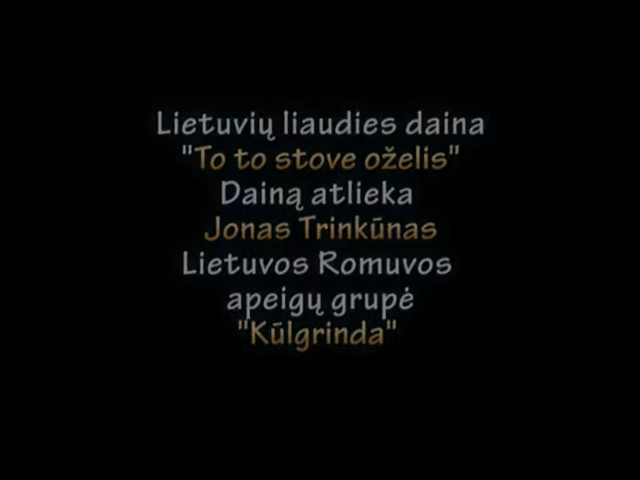 Lietuvių liaudies daina
"To to stove oželis"
Dainą atlieka
Jonas Trinkūnas
Lietuvos Romuvos
apeigų grupė
"Kūlgrinda"